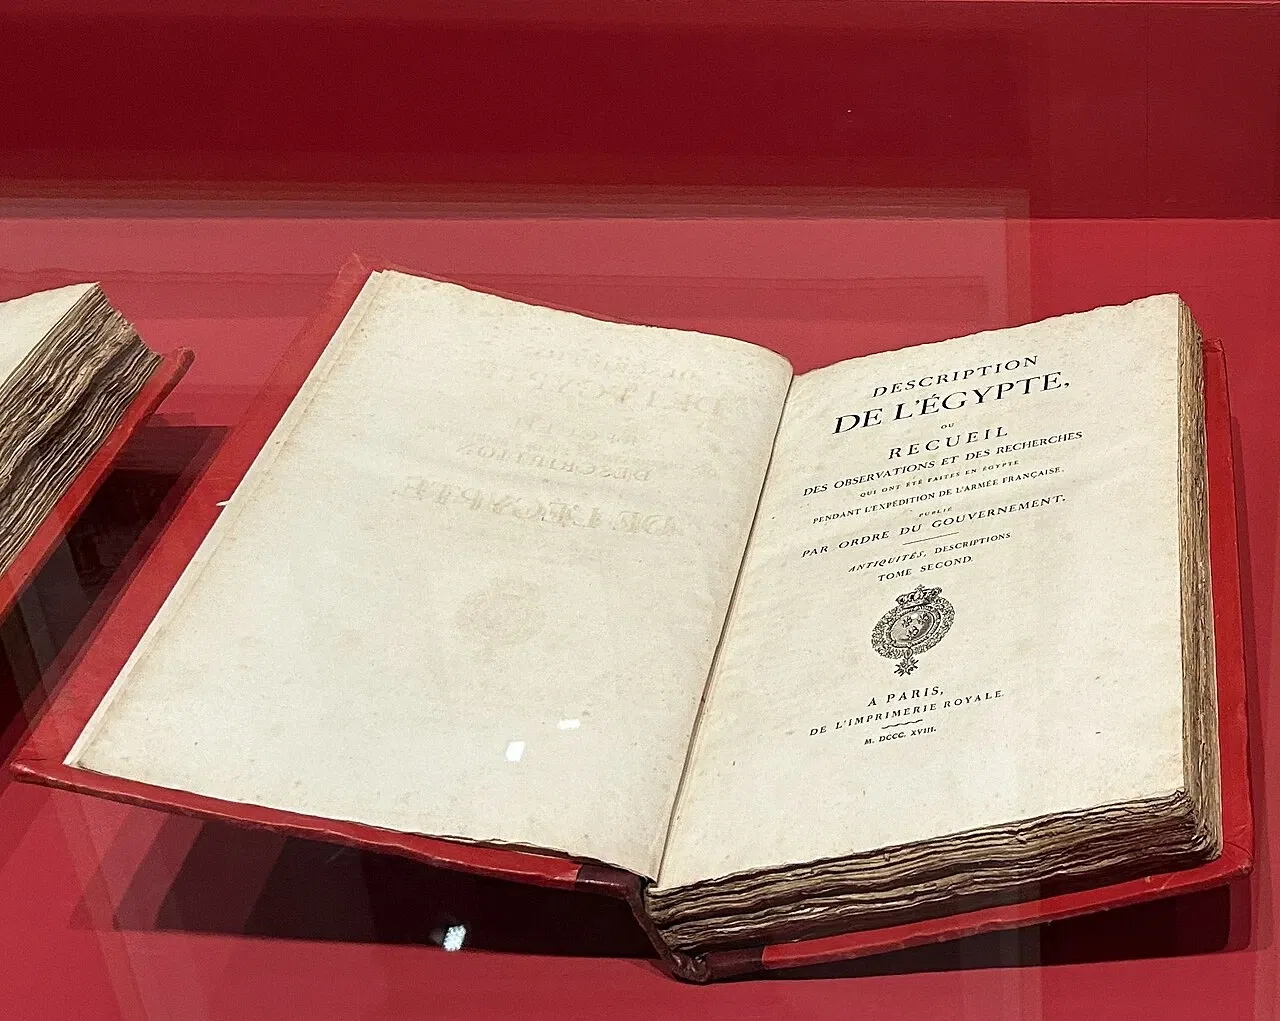 DESCRIPTION
DE L'ÉGYPTE,
OU
RECUEIL
DES OBSERVATIONS ET DES RECHERCHES
QUI ONT ÉTÉ FAITES EN ÉGYPTE
PENDANT L'EXPÉDITION DE L'ARMÉE FRANÇAISE,
PUBLIÉ
PAR ORDRE DU GOUVERNEMENT.
ANTIQUITÉS, DESCRIPTIONS
TOME SECOND.
A PARIS,
DE L'IMPRIMERIE ROYALE.
M. DCCC. XVIII.